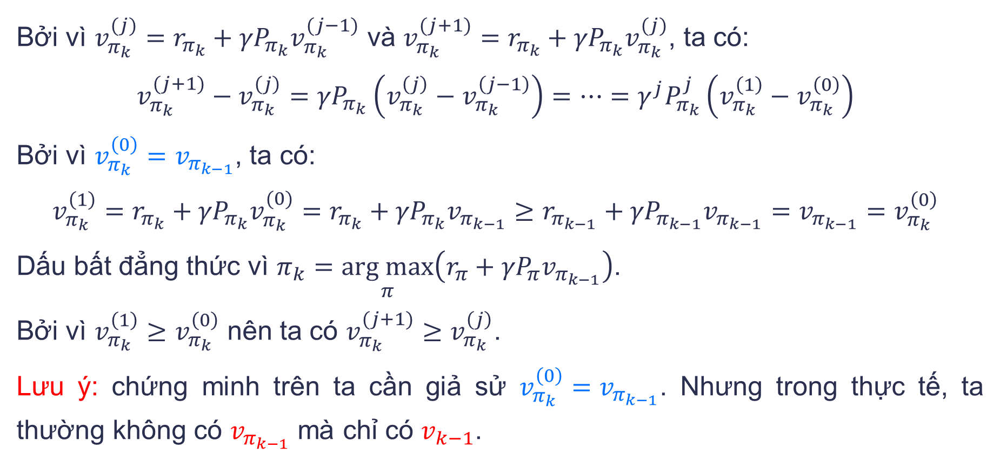 Bởi vì $v_{\pi_k}^{(j)} = r_{\pi_k} + \gamma P_{\pi_k} v_{\pi_k}^{(j-1)}$ và $v_{\pi_k}^{(j+1)} = r_{\pi_k} + \gamma P_{\pi_k} v_{\pi_k}^{(j)}$, ta có:
$v_{\pi_k}^{(j+1)} - v_{\pi_k}^{(j)} = \gamma P_{\pi_k} \left( v_{\pi_k}^{(j)} - v_{\pi_k}^{(j-1)} \right) = \cdots = \gamma^j P_{\pi_k}^j \left( v_{\pi_k}^{(1)} - v_{\pi_k}^{(0)} \right)$
Bởi vì $v_{\pi_k}^{(0)} = v_{\pi_{k-1}}$, ta có:
$v_{\pi_k}^{(1)} = r_{\pi_k} + \gamma P_{\pi_k} v_{\pi_k}^{(0)} = r_{\pi_k} + \gamma P_{\pi_k} v_{\pi_{k-1}} \geq r_{\pi_{k-1}} + \gamma P_{\pi_{k-1}} v_{\pi_{k-1}} = v_{\pi_{k-1}} = v_{\pi_k}^{(0)}$
Dấu bất đẳng thức vì $\pi_k = \underset{\pi}{\arg\max} \left( r_{\pi} + \gamma P_{\pi} v_{\pi_{k-1}} \right)$.
Bởi vì $v_{\pi_k}^{(1)} \geq v_{\pi_k}^{(0)}$ nên ta có $v_{\pi_k}^{(j+1)} \geq v_{\pi_k}^{(j)}$.
Lưu ý: chứng minh trên ta cần giả sử $v_{\pi_k}^{(0)} = v_{\pi_{k-1}}$. Nhưng trong thực tế, ta
thường không có $v_{\pi_{k-1}}$ mà chỉ có $v_{k-1}$.